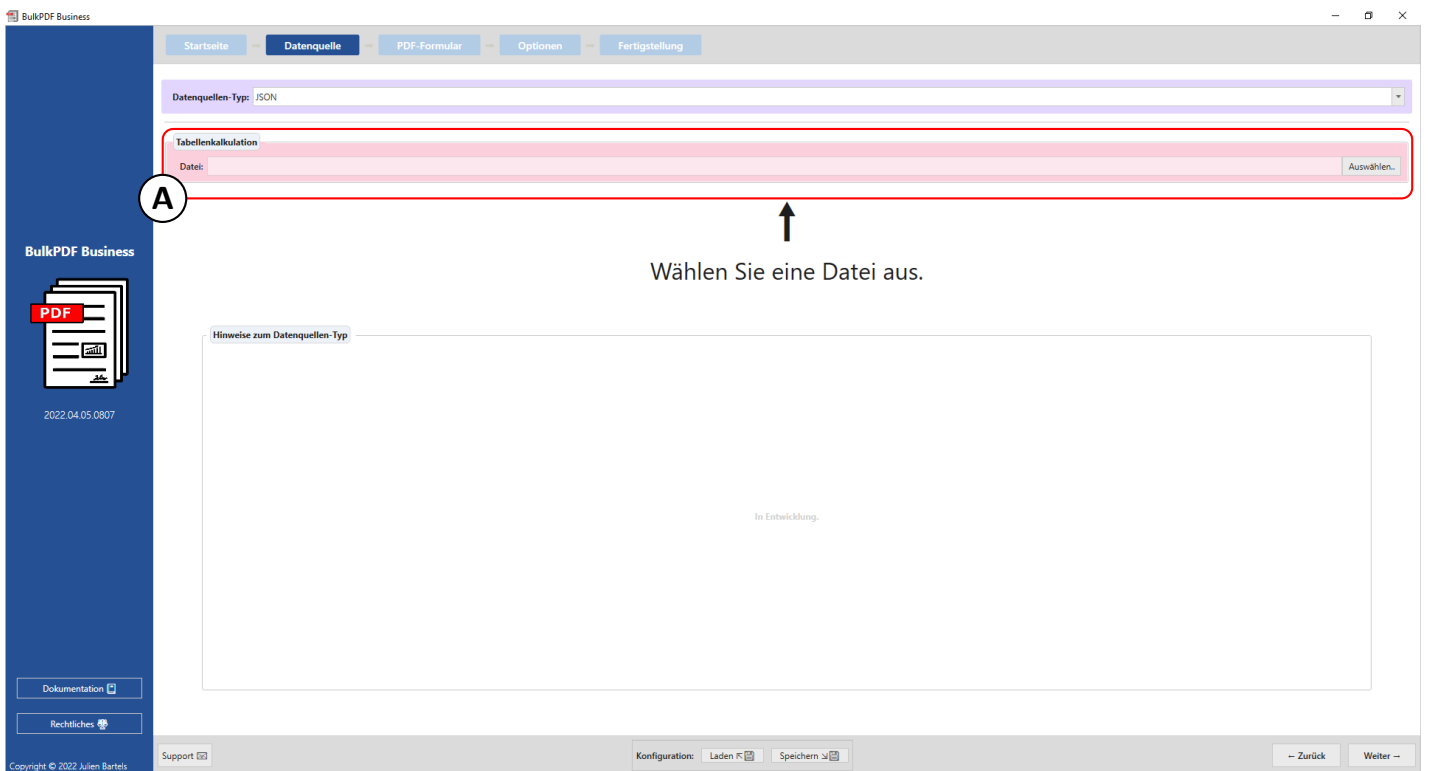 BulkPDF Business
Startseite Datenquelle PDF-Formular Optionen Fertigstellung
Datenquellen-Typ: JSON
Tabellenkalkulation
Datei: Auswählen..
A
Wählen Sie eine Datei aus.
BulkPDF Business
PDF
2022.04.05.0807
Hinweise zum Datenquellen-Typ
In Entwicklung.
Dokumentation
Rechtliches
Copyright © 2022 Julien Bartels
Support Konfiguration: Laden Speichern ← Zurück Weiter →